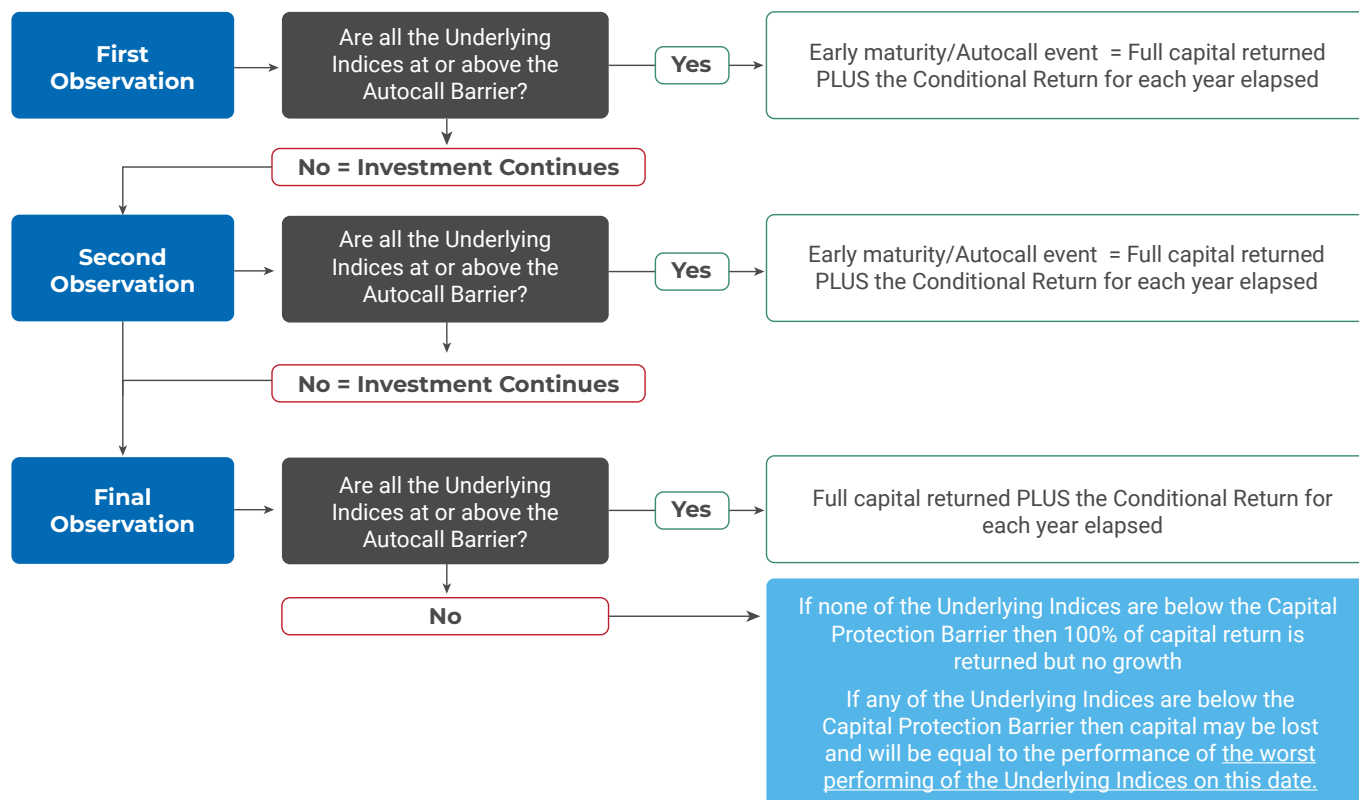 First
Observation
Are all the Underlying
Indices at or above the
Autocall Barrier?
Yes
Early maturity/Autocall event = Full capital returned
PLUS the Conditional Return for each year elapsed
No = Investment Continues
Second
Observation
Are all the Underlying
Indices at or above the
Autocall Barrier?
Yes
Early maturity/Autocall event = Full capital returned
PLUS the Conditional Return for each year elapsed
No = Investment Continues
Final
Observation
Are all the Underlying
Indices at or above the
Autocall Barrier?
Yes
Full capital returned PLUS the Conditional Return for
each year elapsed
No
If none of the Underlying Indices are below the Capital
Protection Barrier then 100% of capital return is
returned but no growth
If any of the Underlying Indices are below the
Capital Protection Barrier then capital may be lost
and will be equal to the performance of the worst
performing of the Underlying Indices on this date.